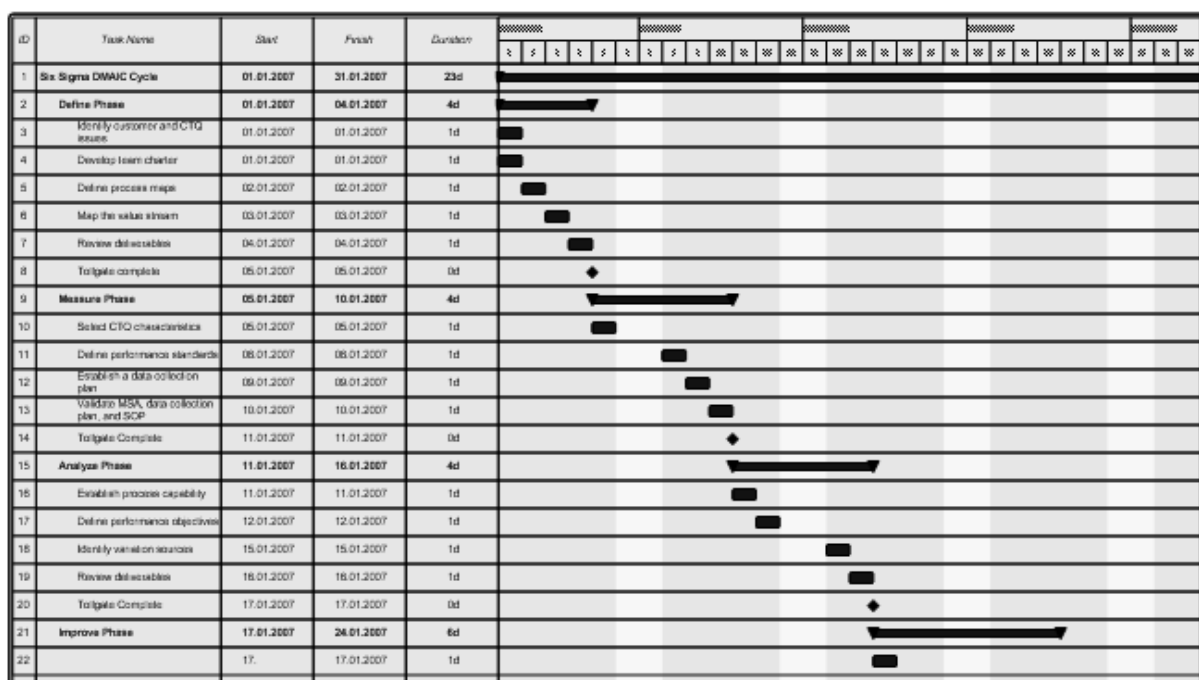 ID Task Name Start Finish Duration
1 Six Sigma DMAIC Cycle 01.01.2007 31.01.2007 23d
2 Define Phase 01.01.2007 04.01.2007 4d
3 Identify customer and CTQ 01.01.2007 01.01.2007 1d
issues
4 Develop team charter 01.01.2007 01.01.2007 1d
5 Define process maps 02.01.2007 02.01.2007 1d
6 Map the value stream 03.01.2007 03.01.2007 1d
7 Review deliverables 04.01.2007 04.01.2007 1d
8 Tollgate complete 05.01.2007 05.01.2007 0d
9 Measure Phase 05.01.2007 10.01.2007 4d
10 Select CTQ characteristics 05.01.2007 05.01.2007 1d
11 Define performance standards 08.01.2007 08.01.2007 1d
12 Establish a data collection 09.01.2007 09.01.2007 1d
plan
13 Validate MSA, data collection 10.01.2007 10.01.2007 1d
plan, and SOP
14 Tollgate Complete 11.01.2007 11.01.2007 0d
15 Analyze Phase 11.01.2007 16.01.2007 4d
16 Establish process capability 11.01.2007 11.01.2007 1d
17 Define performance objectives 12.01.2007 12.01.2007 1d
18 Identify variation sources 15.01.2007 15.01.2007 1d
19 Review deliverables 16.01.2007 16.01.2007 1d
20 Tollgate Complete 17.01.2007 17.01.2007 0d
21 Improve Phase 17.01.2007 24.01.2007 6d
22 17. 17.01.2007 1d